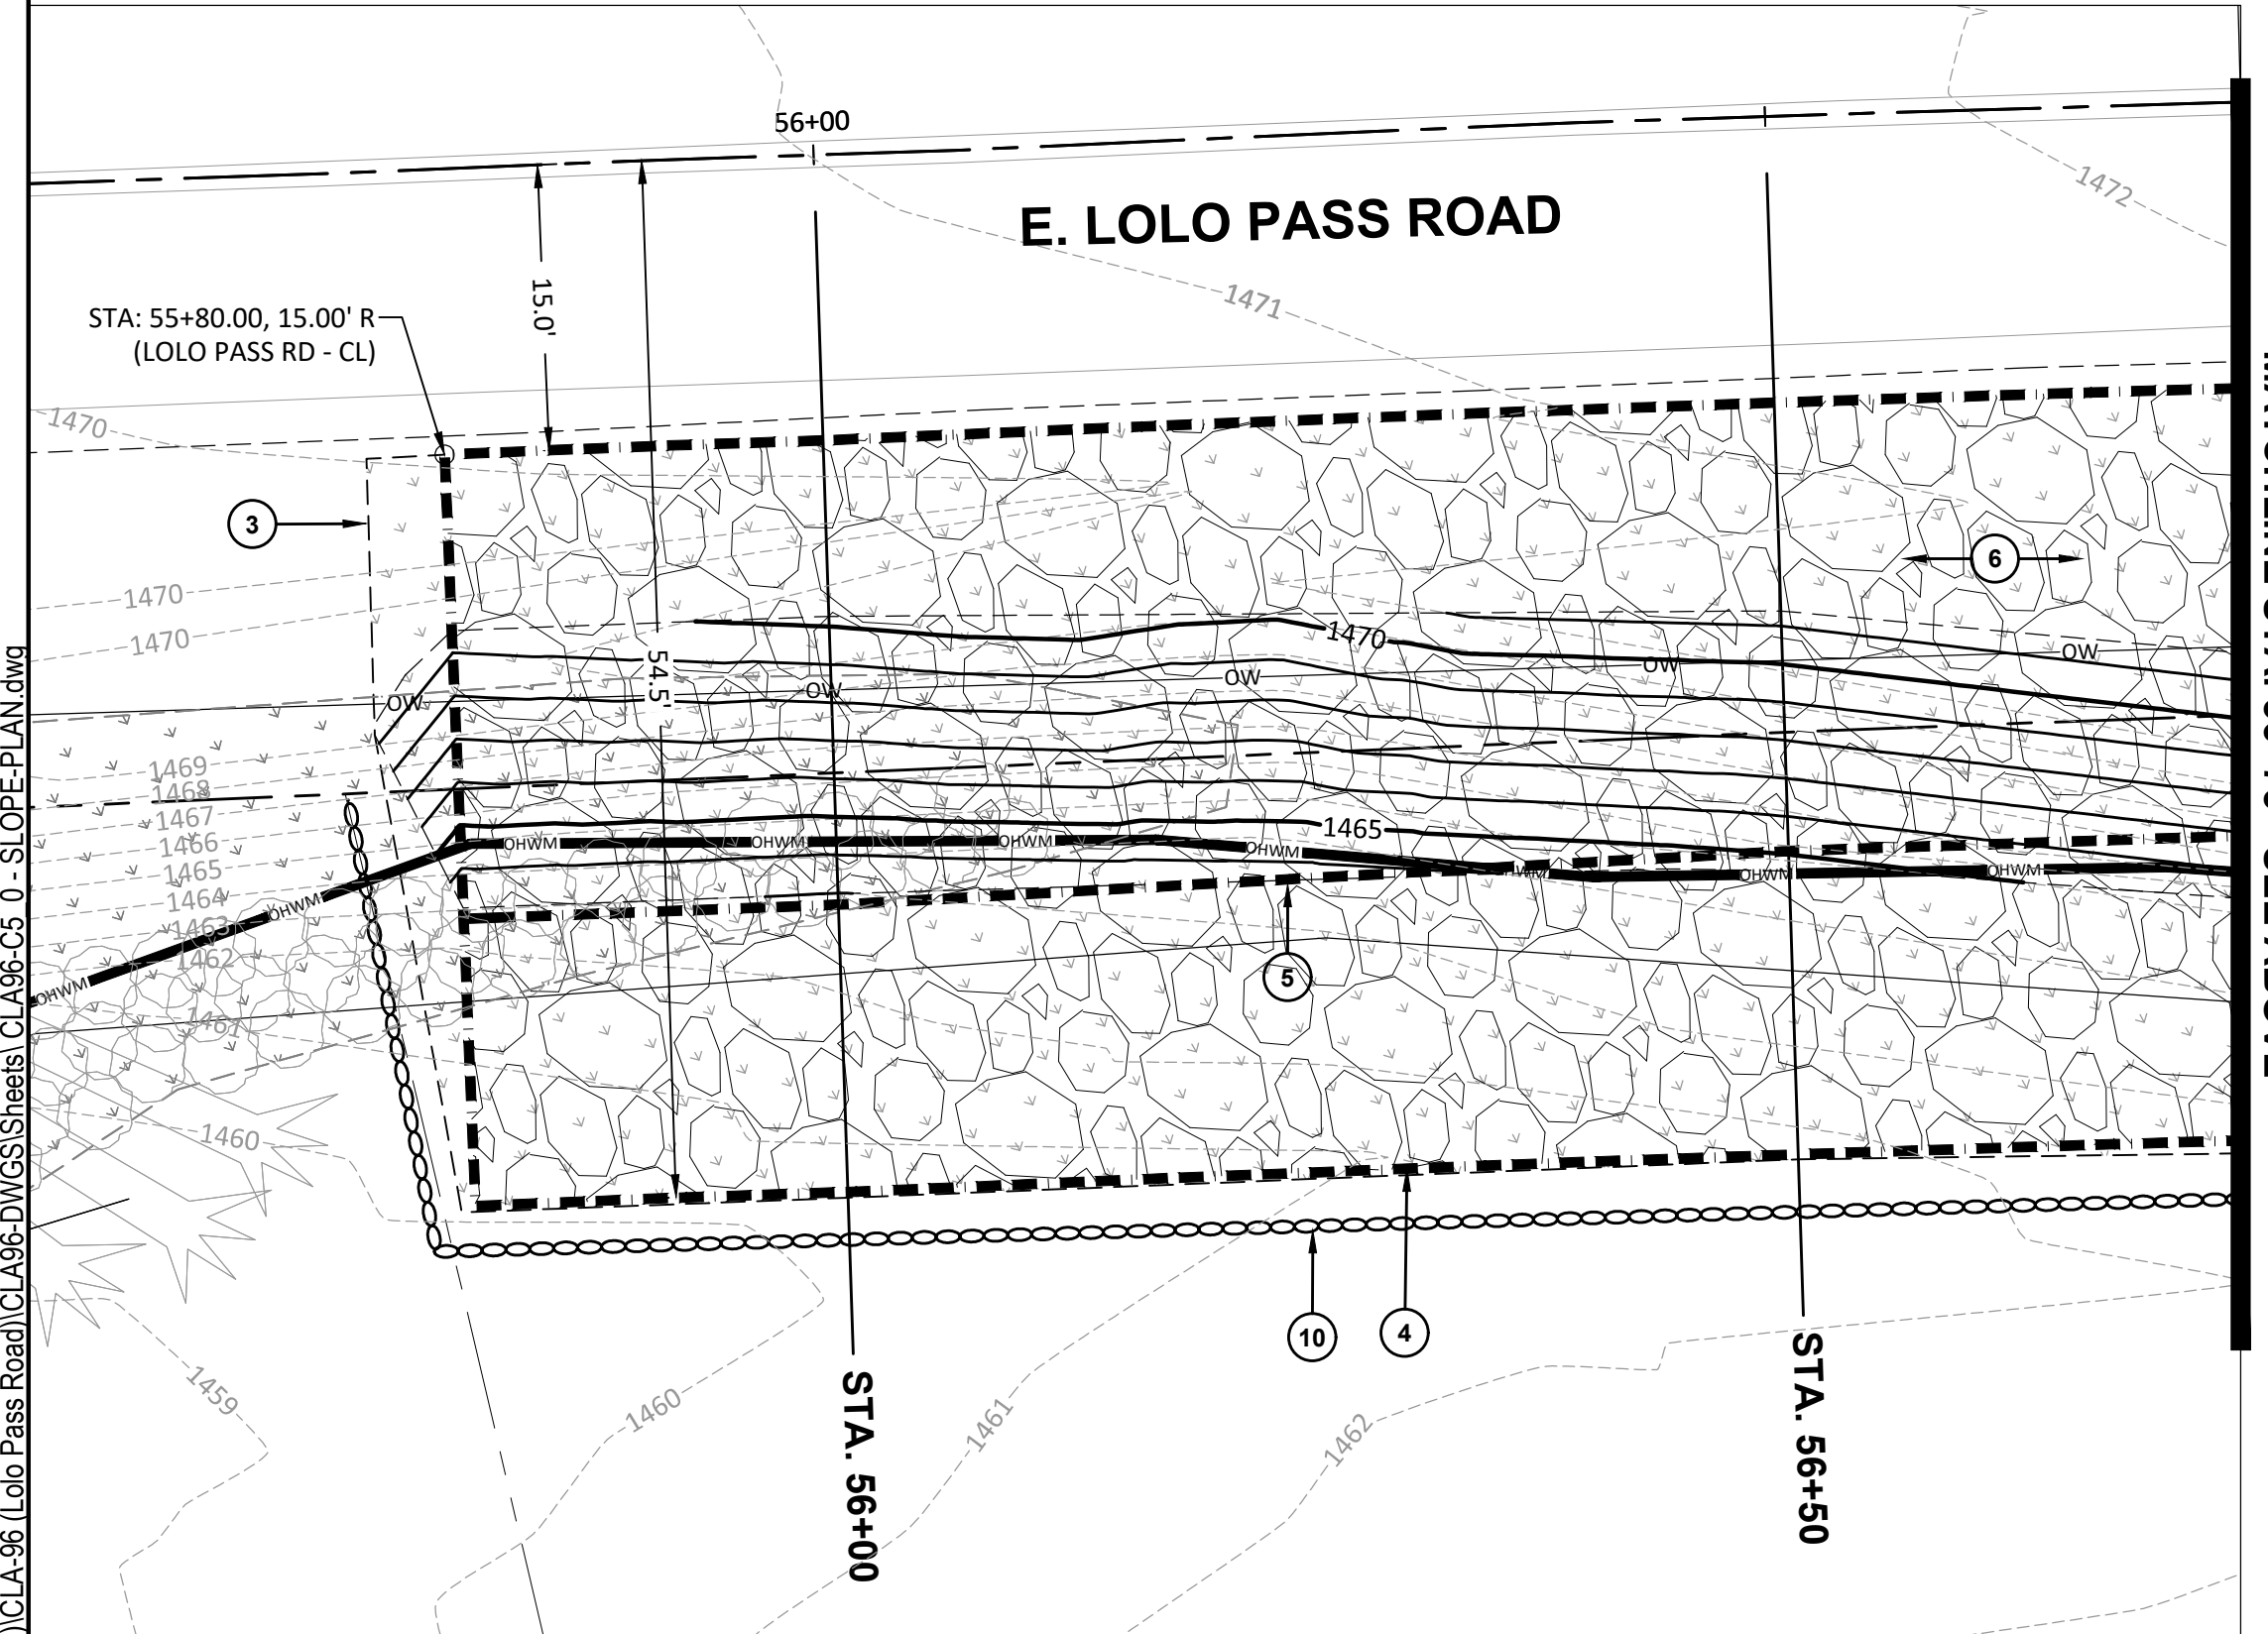 56+00
E. LOLO PASS ROAD
1472
1471
15.0'
STA: 55+80.00, 15.00' R
(LOLO PASS RD - CL)
1470
3
6
1470
1470
1470
54.5'
OW
OW
OW
OW
OW
1469
1468
1467
1466
1465
1464
1463
1462
1461
1460
1465
OHWM
OHWM
OHWM
OHWM
OHWM
OHWM
OHWM
OHWM
5
10
4
1459
1460
1461
1462
STA. 56+00
STA. 56+50
)\CLA-96 (Lolo Pass Road)\CLA96-DWGS\Sheets\ CLA96-C5_0 - SLOPE-PLAN.dwg